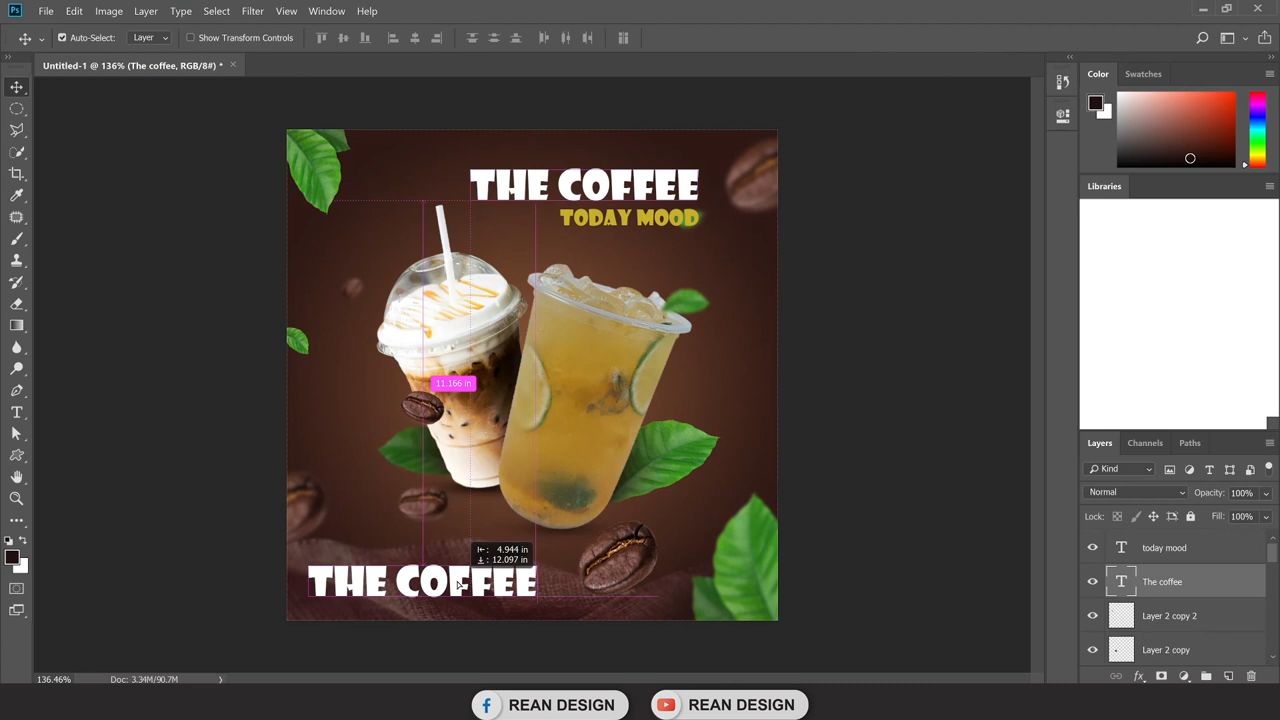 Ps File Edit Image Layer Type Select Filter View Window Help
Auto-Select: Layer Show Transform Controls
Untitled-1 @ 136% (The coffee, RGB/8#) * ×
Color Swatches
THE COFFEE
TODAY MOOD
Libraries
11.166 in
Layers Channels Paths
Kind
Normal Opacity: 100%
Lock: Fill: 100%
4.944 in
12.097 in
THE COFFEE
T today mood
T The coffee
Layer 2 copy 2
Layer 2 copy
136.46% Doc: 3.34M/90.7M
fx
REAN DESIGN REAN DESIGN